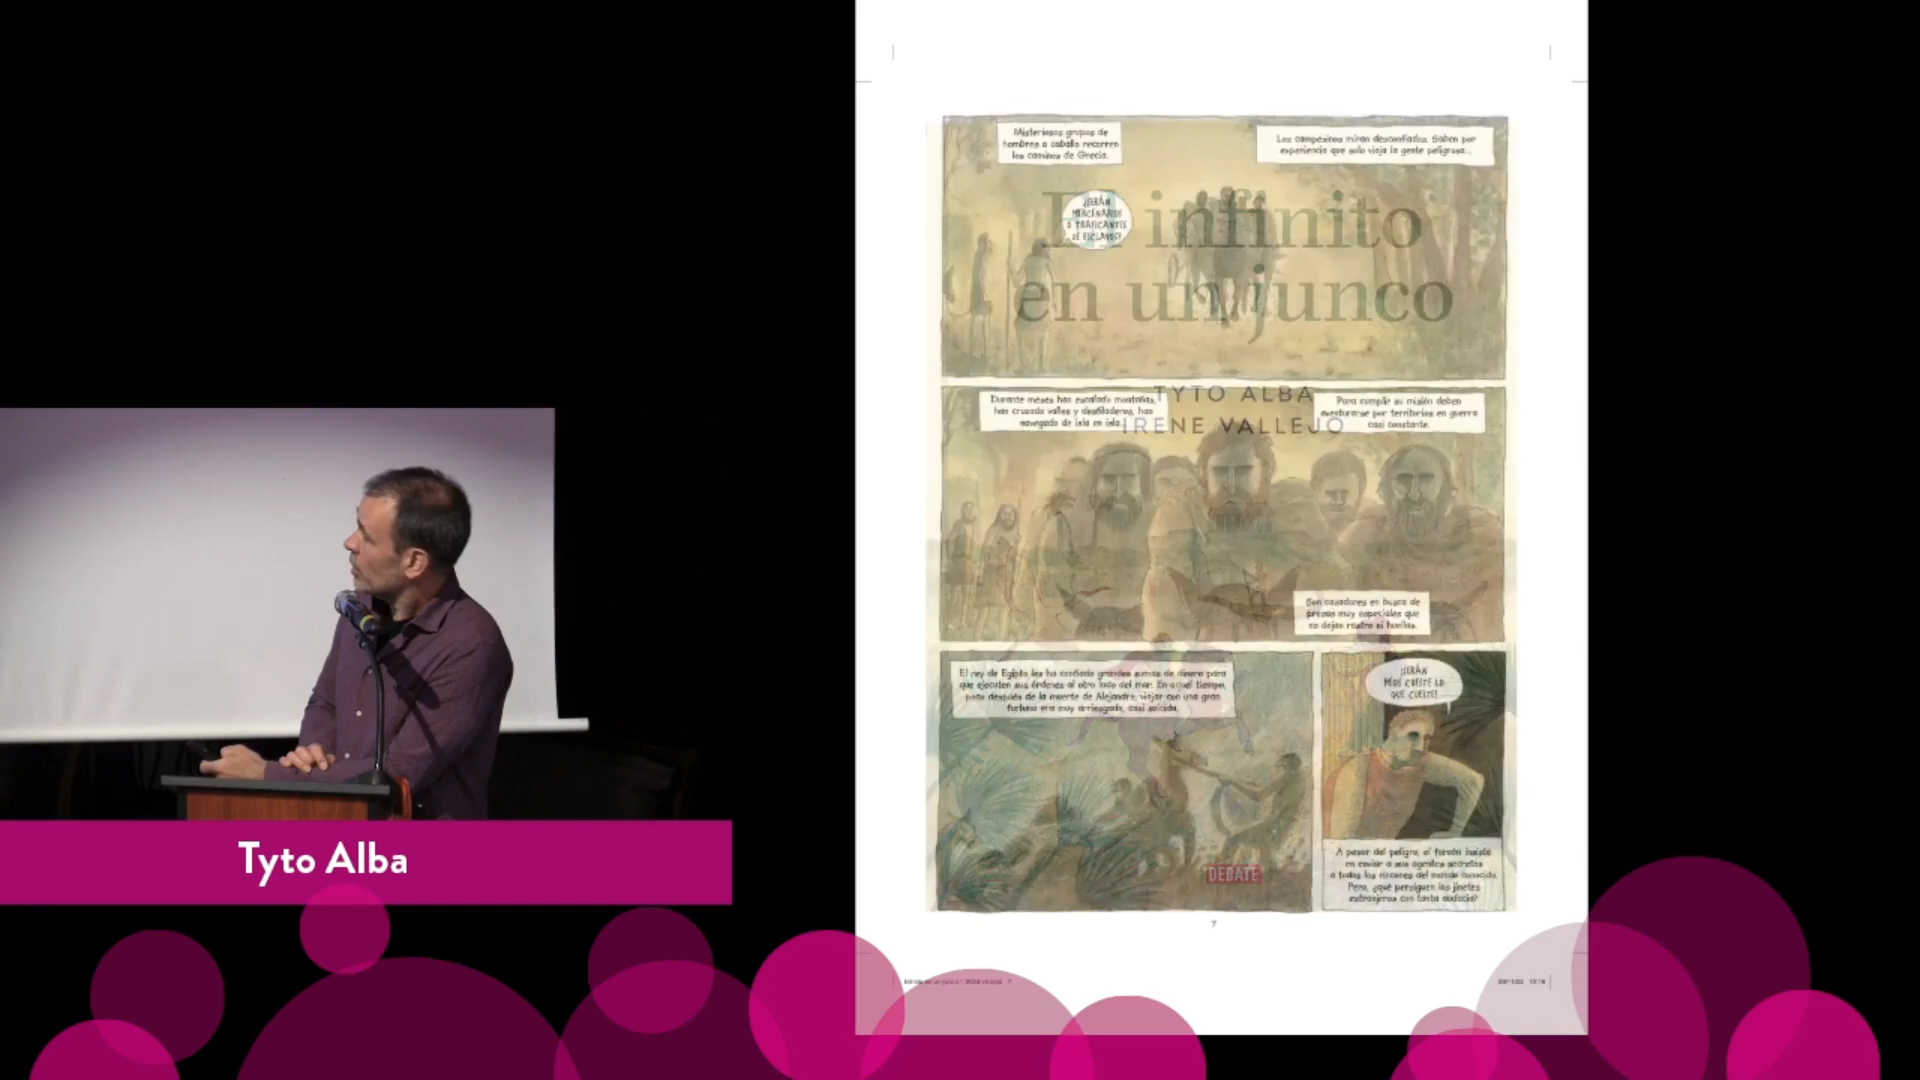 Misteriosos grupos de
hombres a caballo recorren
los caminos de Grecia.
Los campesinos miran desconfiados. Saben por
experiencia que solo viaja la gente peligrosa...
¿SERÁN
MERCENARIOS
O TRAFICANTES
DE ESCLAVOS?
El infinito
en un junco
TYTO ALBA
IRENE VALLEJO
Durante meses han escalado montañas,
han cruzado valles y desfiladeros, han
navegado de isla en isla.
Para cumplir su misión deben
aventurarse por territorios en guerra
casi constante.
Son cazadores en busca de
presas muy especiales que
no dejan rastro ni huellas.
El rey de Egipto les ha confiado grandes sumas de dinero para
que ejecuten sus órdenes al otro lado del mar. En aquel tiempo,
poco después de la muerte de Alejandro, viajar con una gran
fortuna era muy arriesgado, casi suicida.
¡SERÁN
MÍOS CUESTE LO
QUE CUESTE!
DEBATE
A pesar del peligro, el faraón insiste
en enviar a sus agentes secretos
a todos los rincones del mundo conocido.
Pero, ¿qué persiguen los jinetes
extranjeros con tanta audacia?
7
Tyto Alba